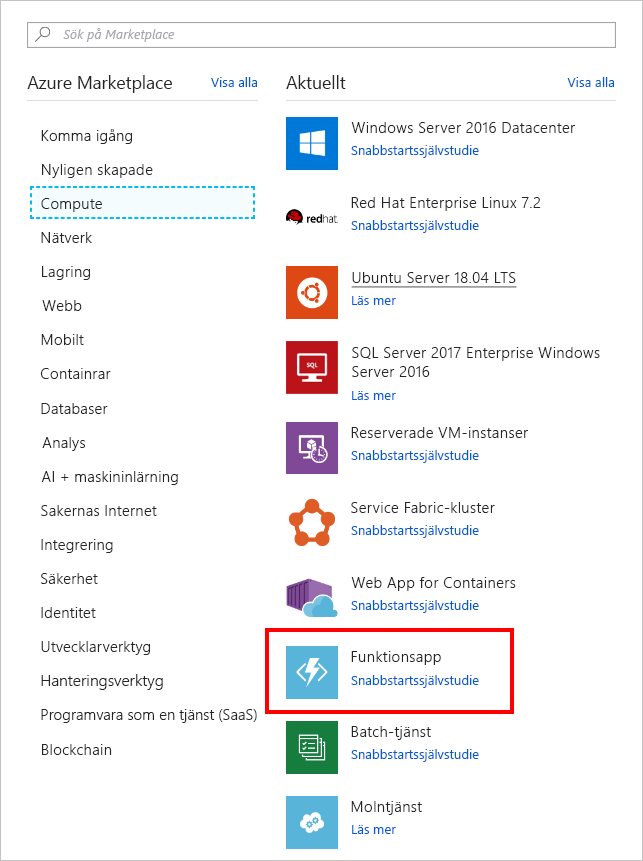 Sök på Marketplace
Azure Marketplace
Visa alla
Komma igång
Nyligen skapade
Compute
Nätverk
Lagring
Webb
Mobilt
Containrar
Databaser
Analys
AI + maskininlärning
Sakernas Internet
Integrering
Säkerhet
Identitet
Utvecklarverktyg
Hanteringsverktyg
Programvara som en tjänst (SaaS)
Blockchain
Aktuellt
Visa alla
Windows Server 2016 Datacenter
Snabbstartssjälvstudie
redhat.
Red Hat Enterprise Linux 7.2
Snabbstartssjälvstudie
Ubuntu Server 18.04 LTS
Läs mer
SQL
SQL Server 2017 Enterprise Windows
Server 2016
Läs mer
Reserverade VM-instanser
Snabbstartssjälvstudie
Service Fabric-kluster
Snabbstartssjälvstudie
Web App for Containers
Snabbstartssjälvstudie
Funktionsapp
Snabbstartssjälvstudie
Batch-tjänst
Snabbstartssjälvstudie
Molntjänst
Läs mer